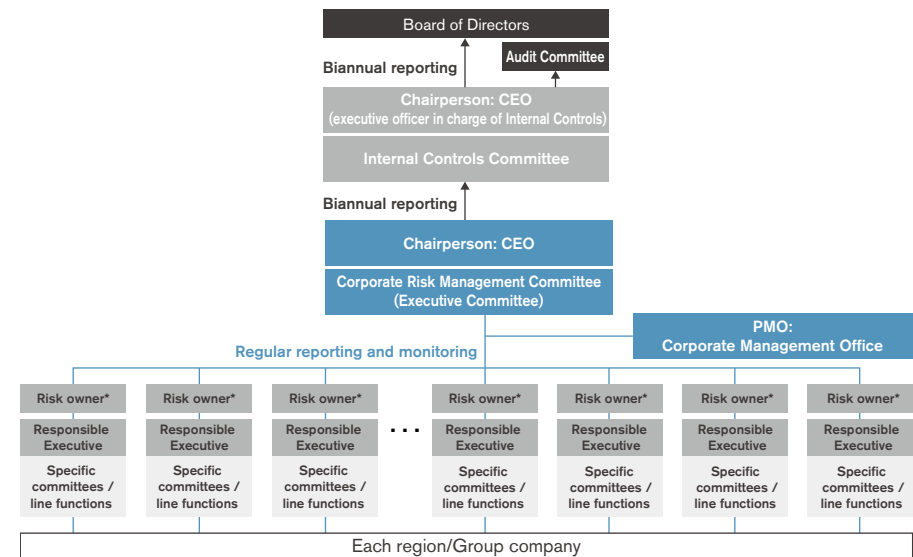 Board of Directors
Audit Committee
Biannual reporting
Chairperson: CEO
(executive officer in charge of Internal Controls)
Internal Controls Committee
Biannual reporting
Chairperson: CEO
Corporate Risk Management Committee
(Executive Committee)
PMO:
Corporate Management Office
Regular reporting and monitoring
Risk owner* Risk owner* Risk owner* Risk owner* Risk owner* Risk owner* Risk owner*
Responsible Responsible Responsible Responsible Responsible Responsible Responsible
Executive Executive Executive ... Executive Executive Executive Executive
Specific Specific Specific Specific Specific Specific Specific
committees / committees / committees / committees / committees / committees / committees /
line functions line functions line functions line functions line functions line functions line functions
Each region/Group company